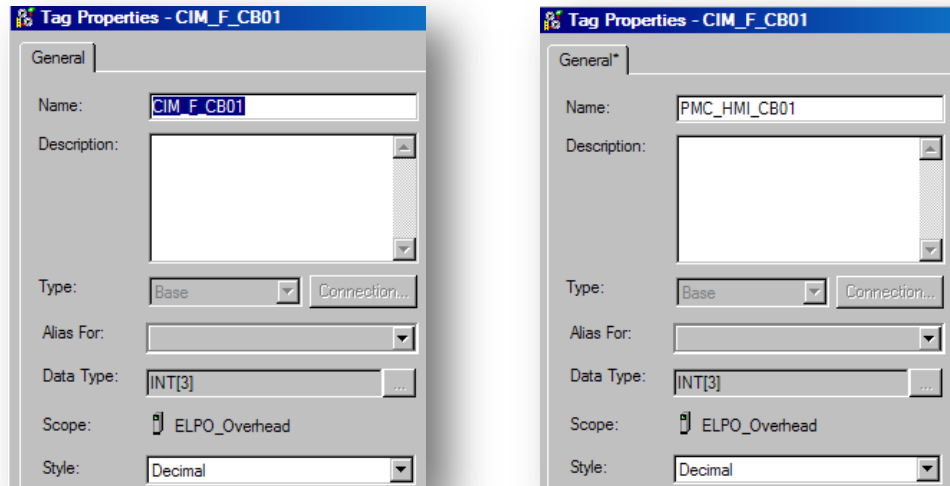 Tag Properties - CIM_F_CB01
General
Name: CIM_F_CB01
Description:
Type: Base Connection...
Alias For:
Data Type: INT[3] ...
Scope: ELPO_Overhead
Style: Decimal
Tag Properties - CIM_F_CB01
General*
Name: PMC_HMI_CB01
Description:
Type: Base Connection...
Alias For:
Data Type: INT[3] ...
Scope: ELPO_Overhead
Style: Decimal